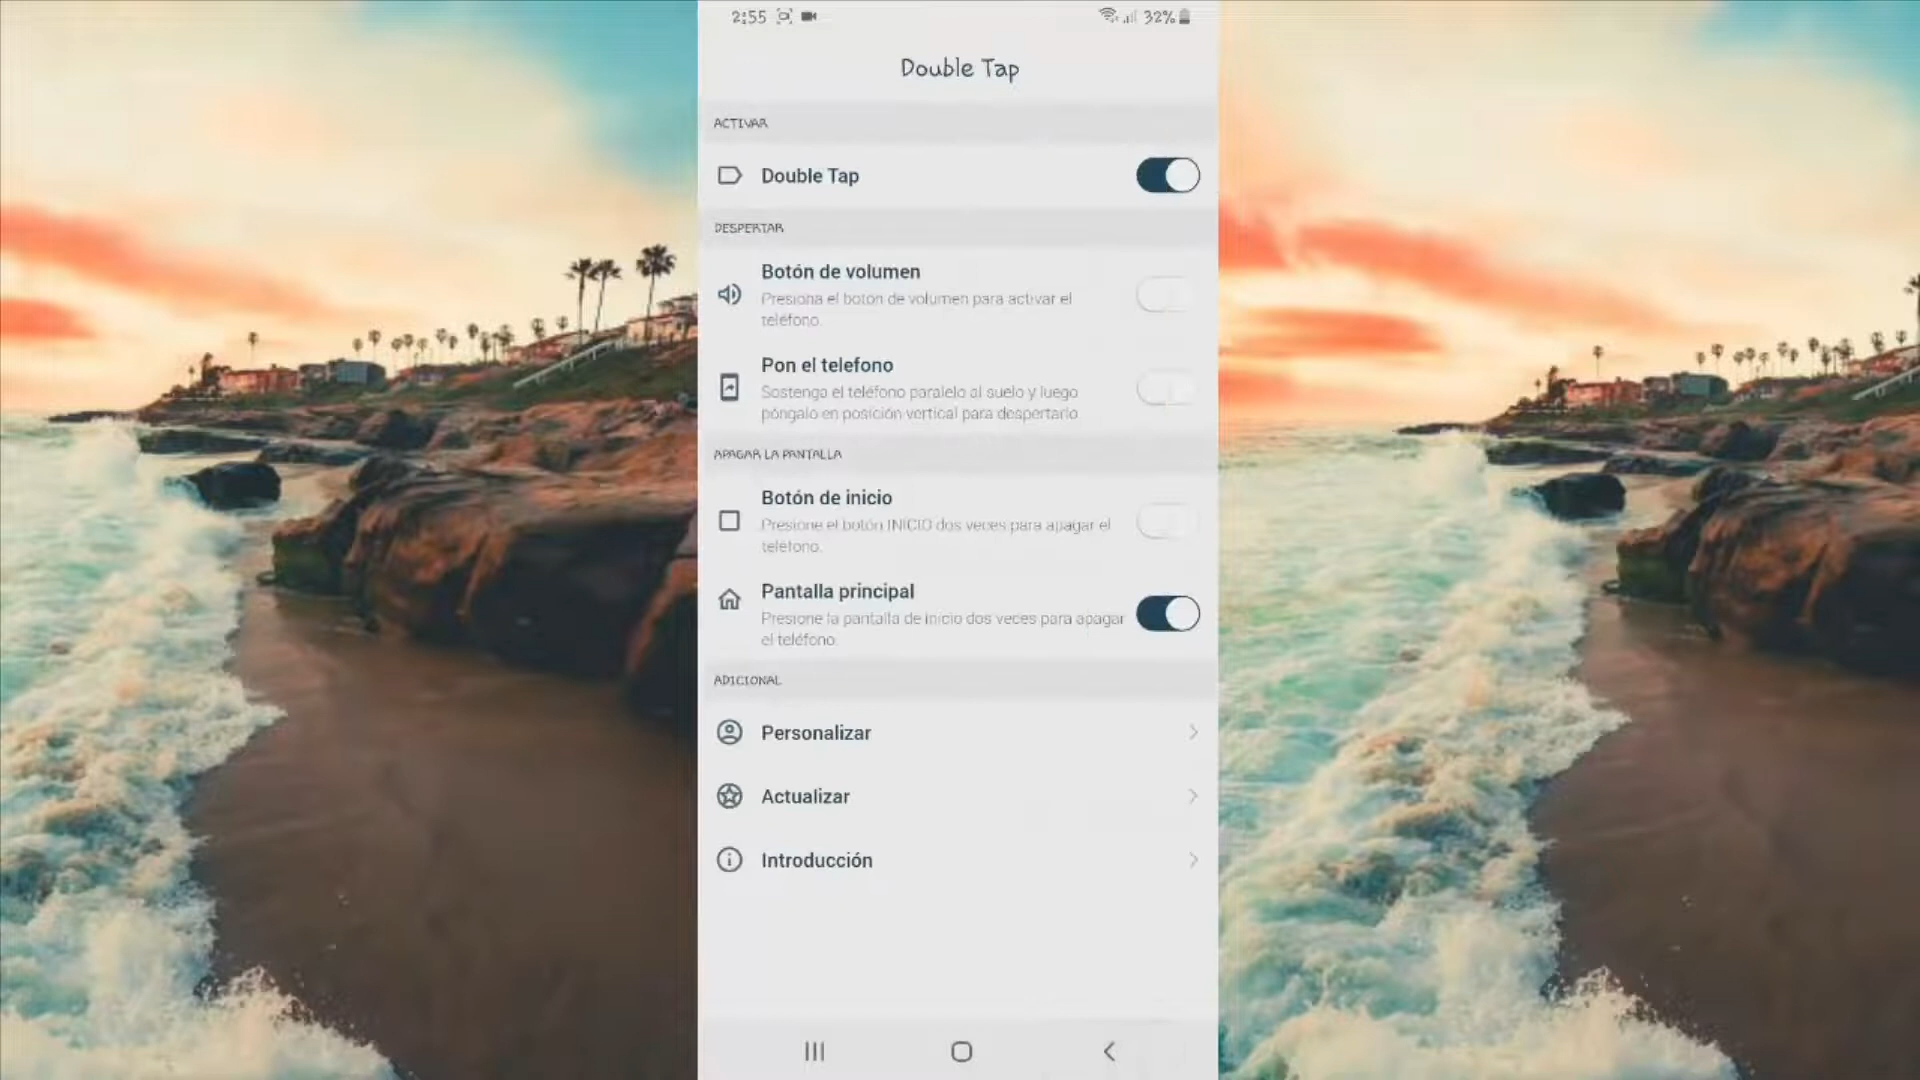 2:55
32%
Double Tap
ACTIVAR
Double Tap
DESPERTAR
Botón de volumen
Presiona el botón de volumen para activar el
teléfono.
Pon el telefono
Sostenga el teléfono paralelo al suelo y luego
póngalo en posición vertical para despertarlo
APAGAR LA PANTALLA
Botón de inicio
Presione el botón INICIO dos veces para apagar el
teléfono.
Pantalla principal
Presione la pantalla de inicio dos veces para apagar
el teléfono.
ADICIONAL
Personalizar
Actualizar
Introducción